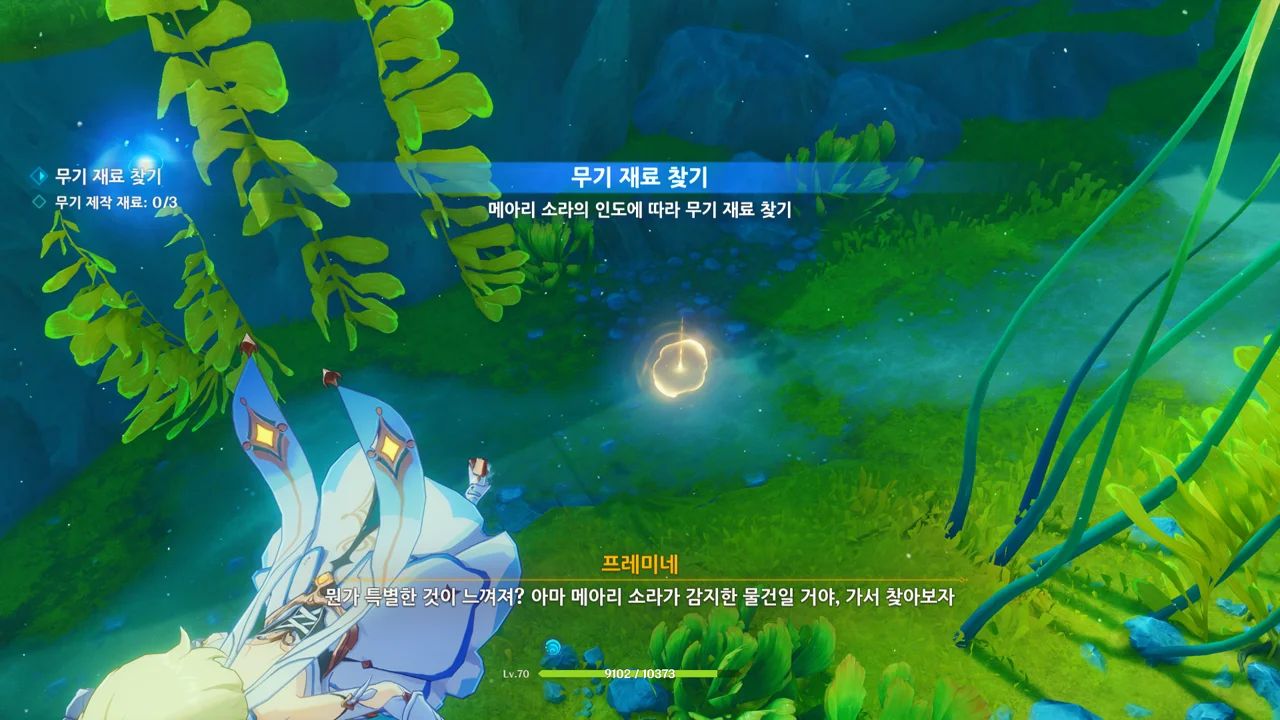 무기 재료 찾기
무기 제작 재료: 0/3
무기 재료 찾기
메아리 소라의 인도에 따라 무기 재료 찾기
프레미네
뭔가 특별한 것이 느껴져? 아마 메아리 소라가 감지한 물건일 거야, 가서 찾아보자
Lv.70
9102 / 10373